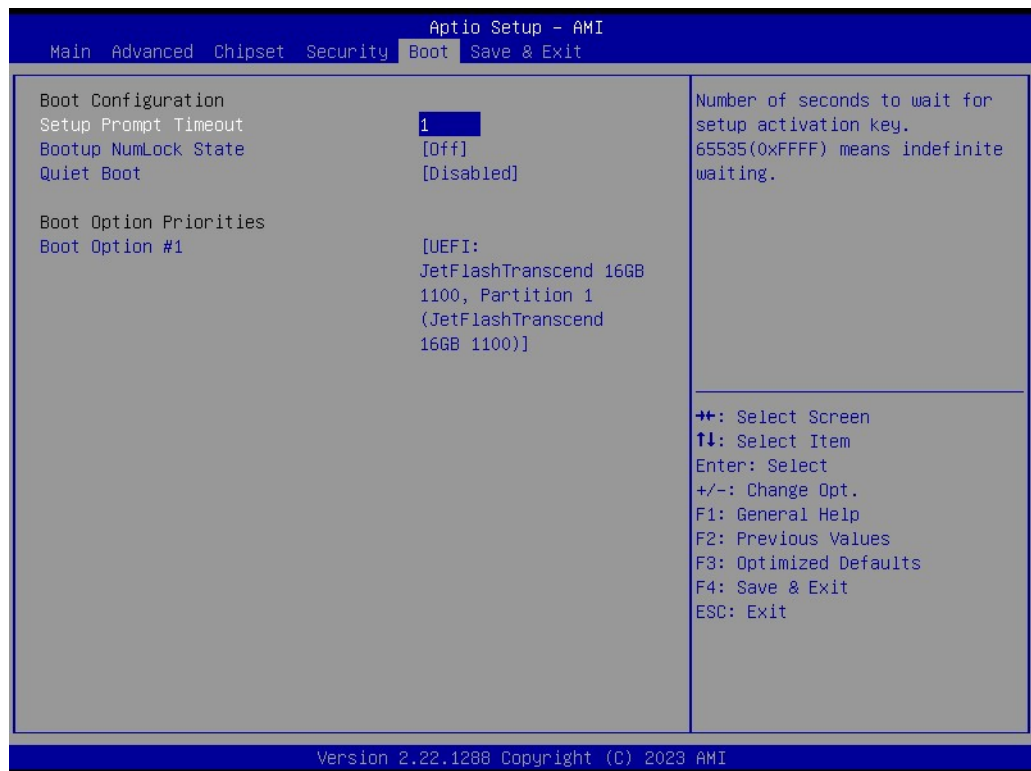 Aptio Setup – AMI
Main Advanced Chipset Security Boot Save & Exit
Boot Configuration
Setup Prompt Timeout 1
Bootup NumLock State [Off]
Quiet Boot [Disabled]
Boot Option Priorities
Boot Option #1 [UEFI:
JetFlashTranscend 16GB
1100, Partition 1
(JetFlashTranscend
16GB 1100)]
Number of seconds to wait for
setup activation key.
65535(0xFFFF) means indefinite
waiting.
→←: Select Screen
↑↓: Select Item
Enter: Select
+/-: Change Opt.
F1: General Help
F2: Previous Values
F3: Optimized Defaults
F4: Save & Exit
ESC: Exit
Version 2.22.1288 Copyright (C) 2023 AMI